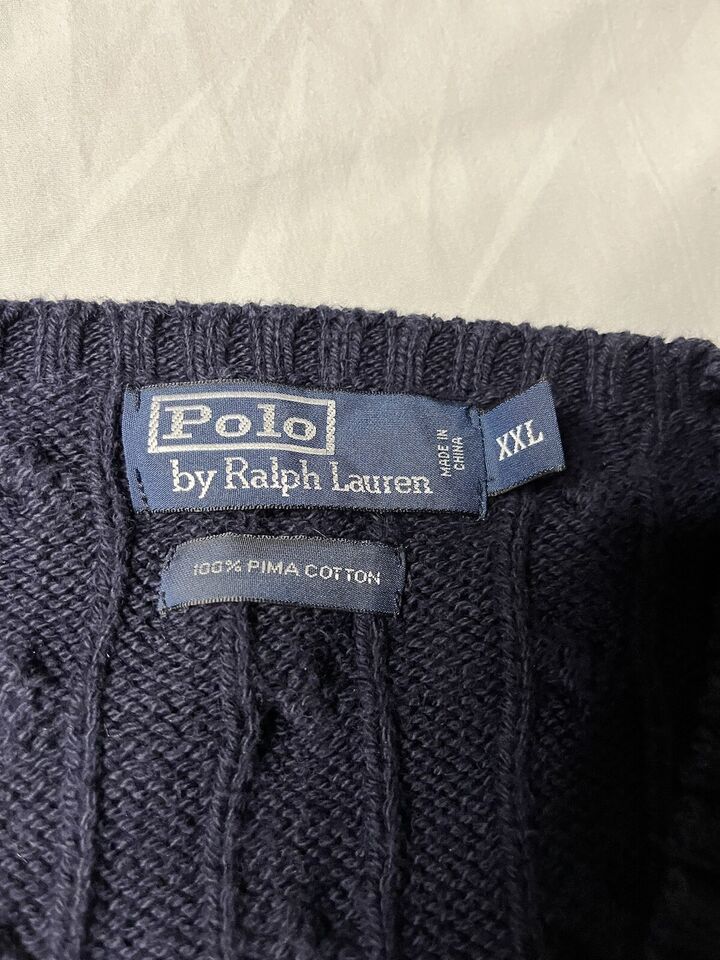 Polo
by Ralph Lauren
MADE IN
CHINA
XXL
100% PIMA COTTON